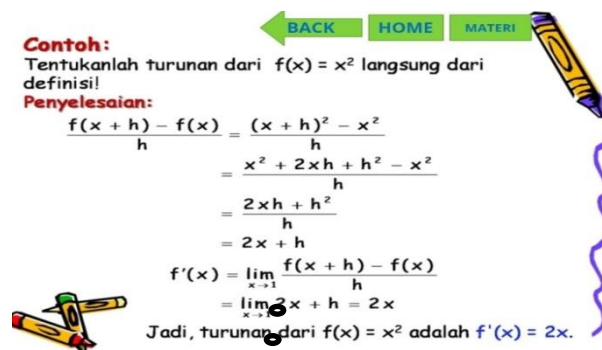 BACK HOME MATERI
Contoh:
Tentukanlah turunan dari f(x) = x² langsung dari
definisi!
Penyelesaian:
f(x + h) − f(x) / h = (x + h)² − x² / h
= x² + 2xh + h² − x² / h
= 2xh + h² / h
= 2x + h
f'(x) = lim x→1 f(x + h) − f(x) / h
= lim x→1 x + h = 2x
Jadi, turunan dari f(x) = x² adalah f'(x) = 2x.